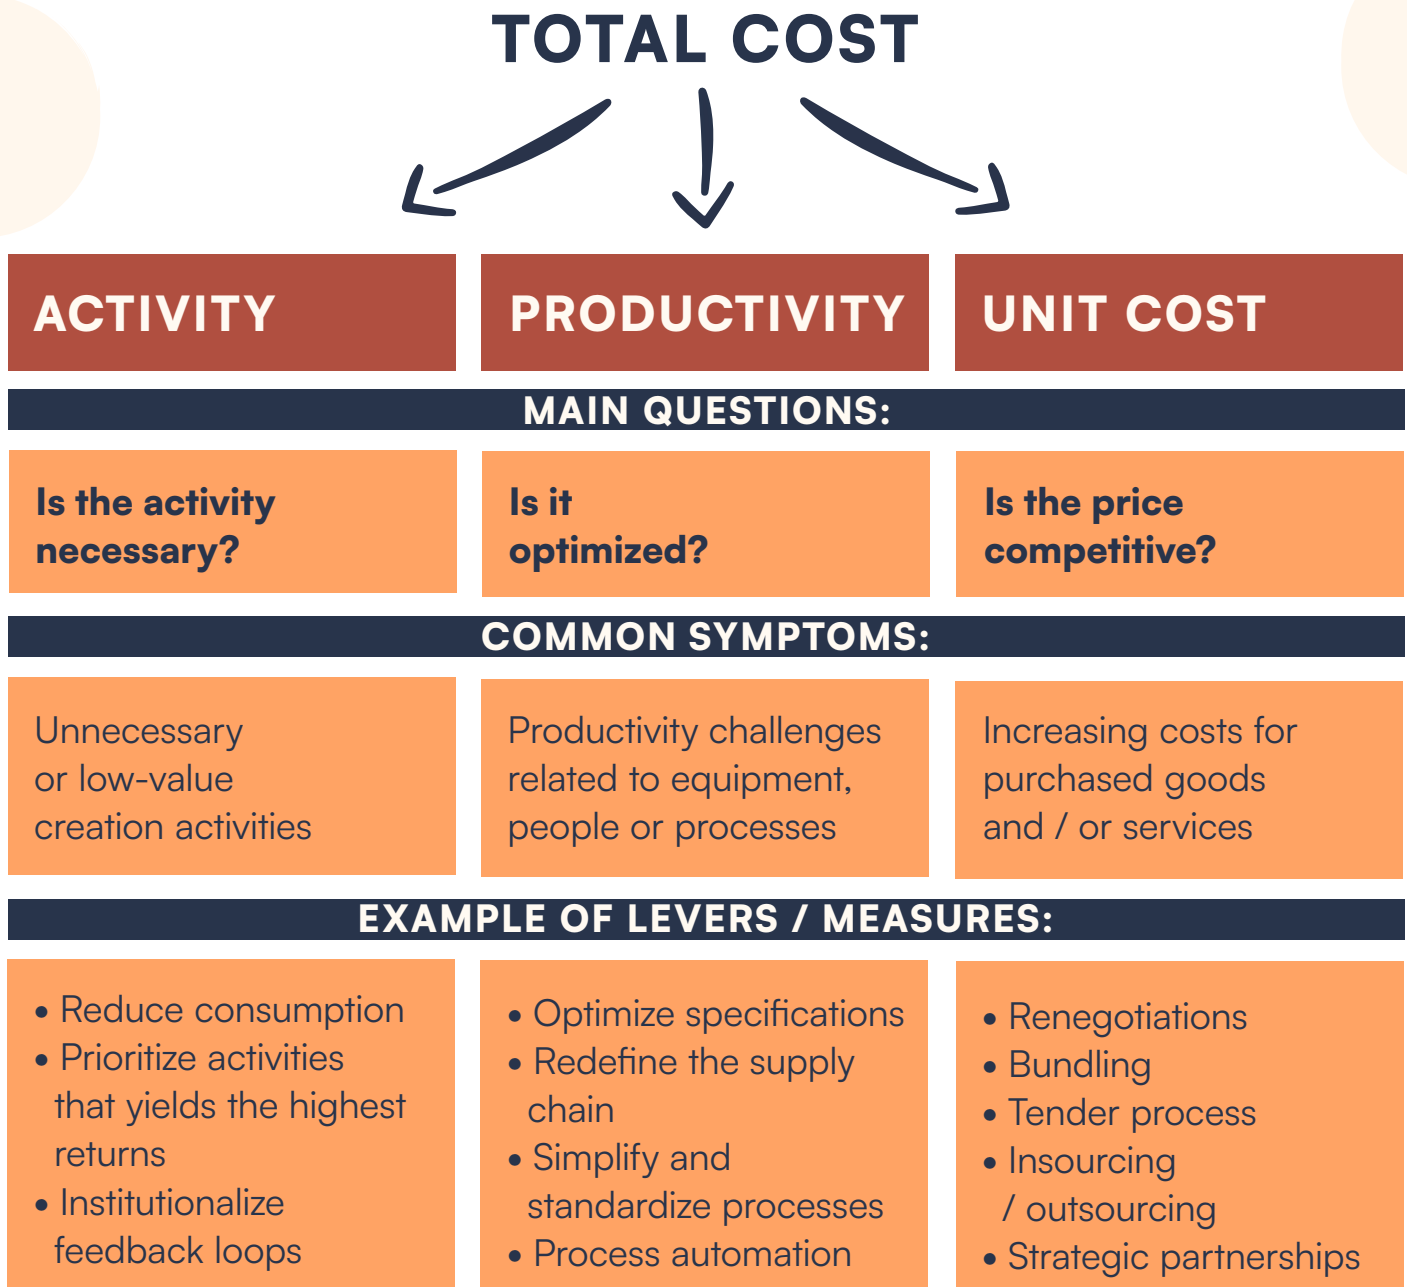 TOTAL COST
ACTIVITY
PRODUCTIVITY
UNIT COST
MAIN QUESTIONS:
Is the activity
necessary?
Is it
optimized?
Is the price
competitive?
COMMON SYMPTOMS:
Unnecessary
or low-value
creation activities
Productivity challenges
related to equipment,
people or processes
Increasing costs for
purchased goods
and / or services
EXAMPLE OF LEVERS / MEASURES:
• Reduce consumption
• Prioritize activities
that yields the highest
returns
• Institutionalize
feedback loops
• Optimize specifications
• Redefine the supply
chain
• Simplify and
standardize processes
• Process automation
• Renegotiations
• Bundling
• Tender process
• Insourcing
/ outsourcing
• Strategic partnerships